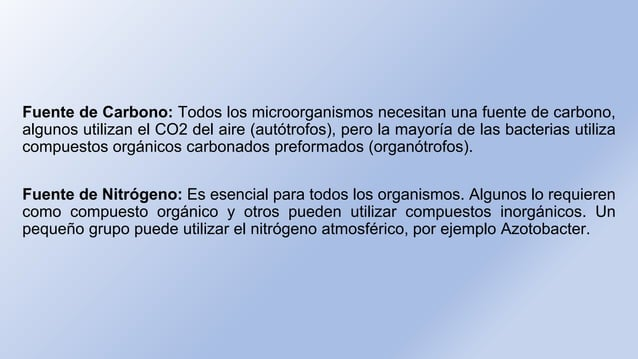 Fuente de Carbono: Todos los microorganismos necesitan una fuente de carbono,
algunos utilizan el CO2 del aire (autótrofos), pero la mayoría de las bacterias utiliza
compuestos orgánicos carbonados preformados (organótrofos).
Fuente de Nitrógeno: Es esencial para todos los organismos. Algunos lo requieren
como compuesto orgánico y otros pueden utilizar compuestos inorgánicos. Un
pequeño grupo puede utilizar el nitrógeno atmosférico, por ejemplo Azotobacter.